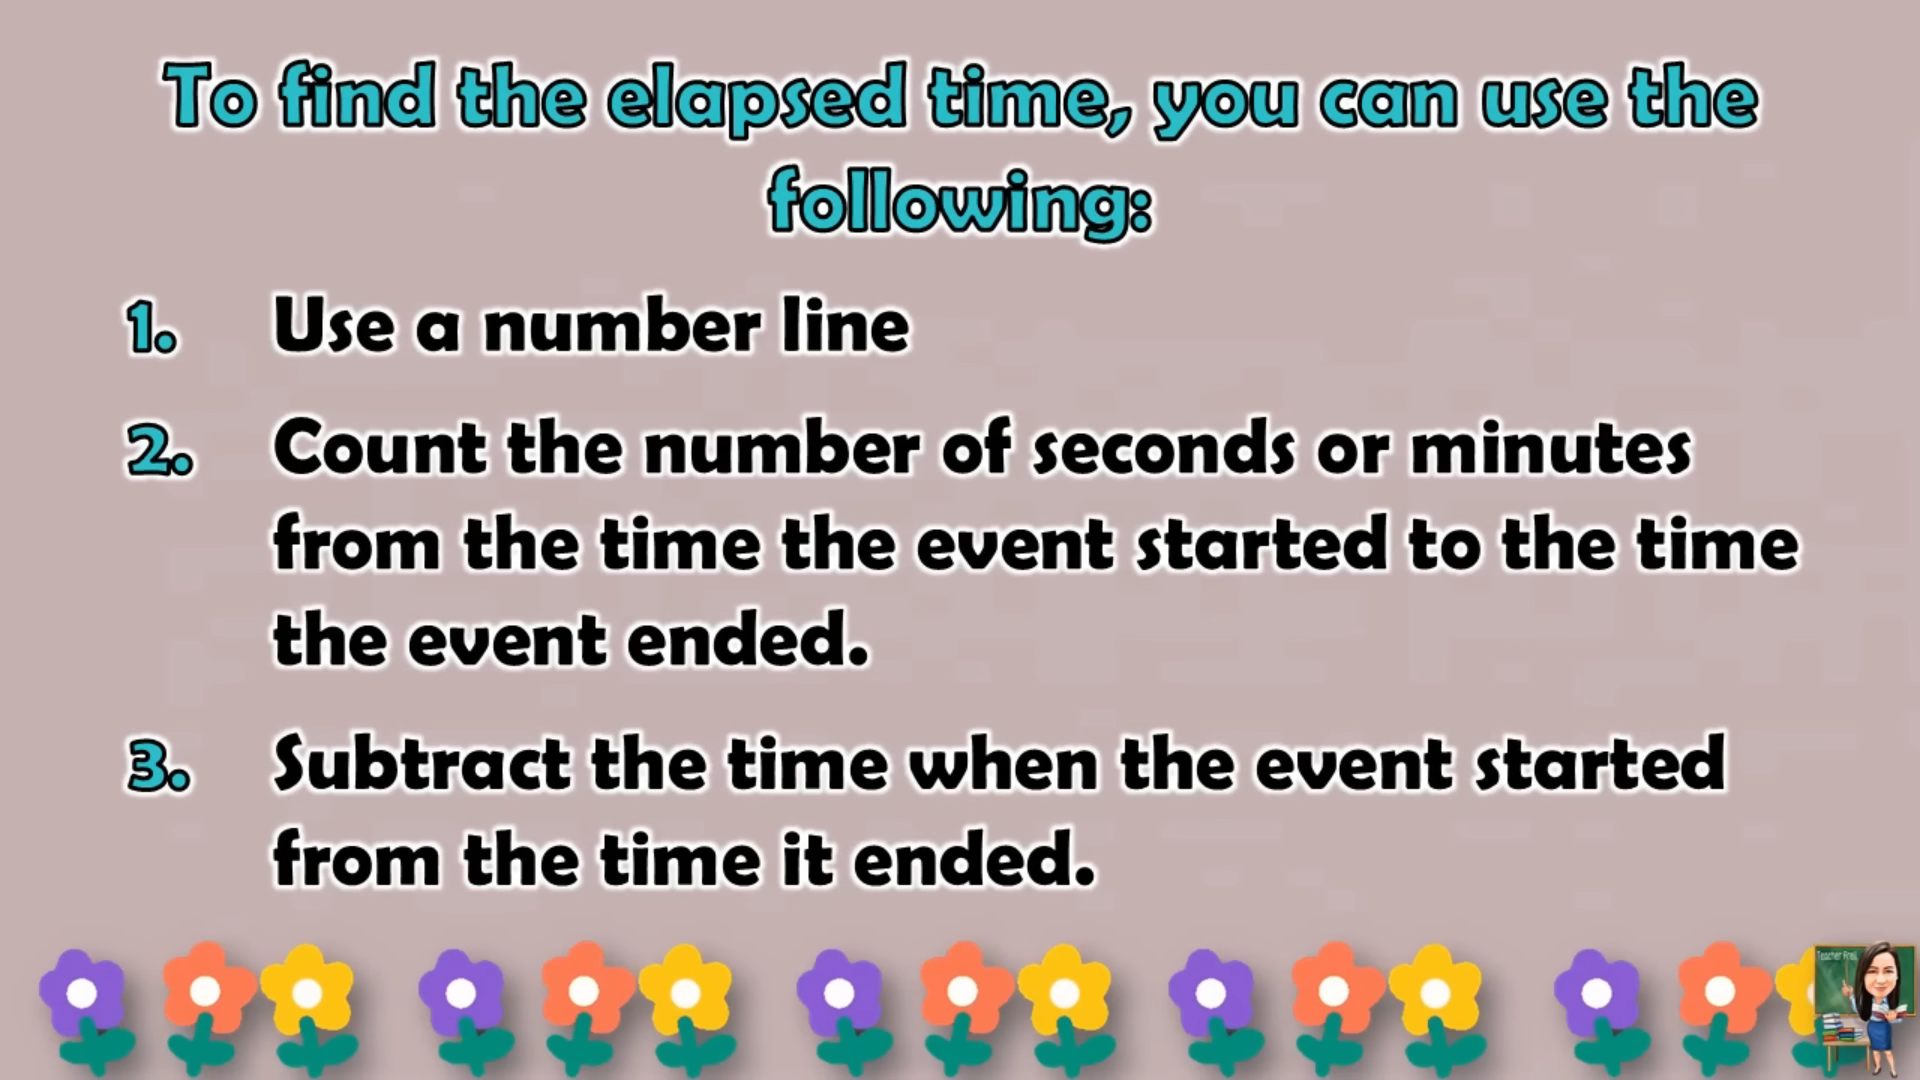 To find the elapsed time, you can use the
following:
1. Use a number line
2. Count the number of seconds or minutes
from the time the event started to the time
the event ended.
3. Subtract the time when the event started
from the time it ended.
Teacher